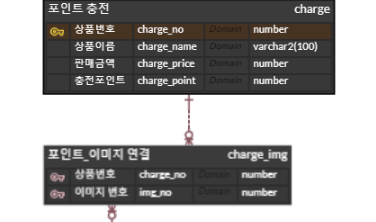 포인트 충전 charge
상품번호 charge_no Domain number
상품이름 charge_name Domain varchar2(100)
판매금액 charge_price Domain number
충전포인트 charge_point Domain number
포인트_이미지 연결 charge_img
상품번호 charge_no Domain number
이미지 번호 img_no Domain number